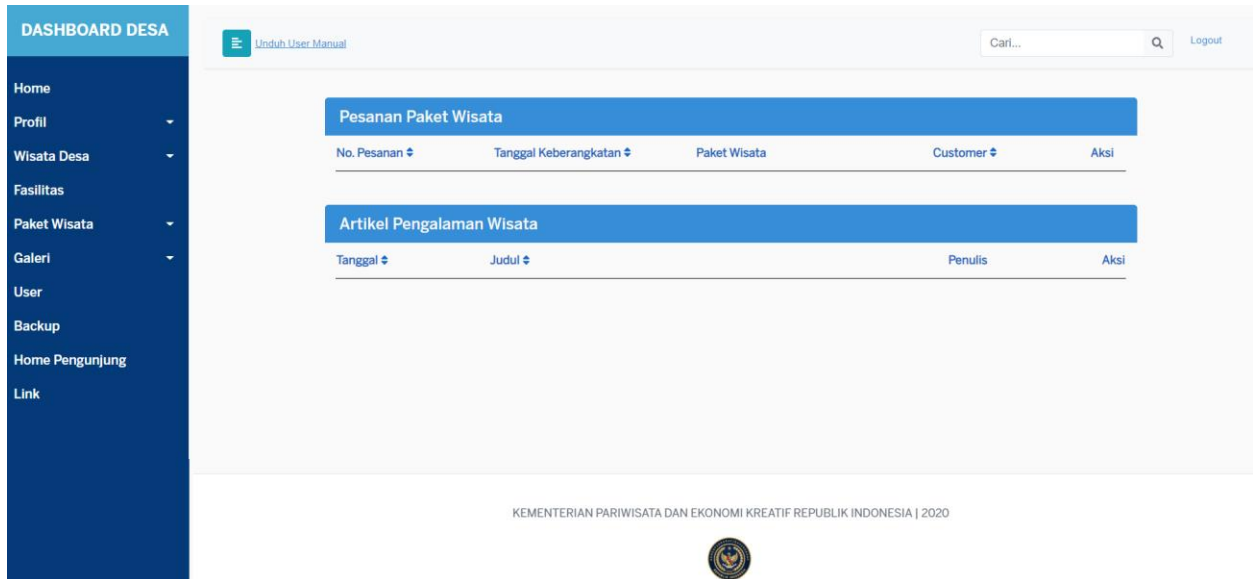 DASHBOARD DESA
Unduh User Manual
Cari...
Logout
Home
Profil
Wisata Desa
Fasilitas
Paket Wisata
Galeri
User
Backup
Home Pengunjung
Link
Pesanan Paket Wisata
No. Pesanan Tanggal Keberangkatan Paket Wisata Customer Aksi
Artikel Pengalaman Wisata
Tanggal Judul Penulis Aksi
KEMENTERIAN PARIWISATA DAN EKONOMI KREATIF REPUBLIK INDONESIA | 2020